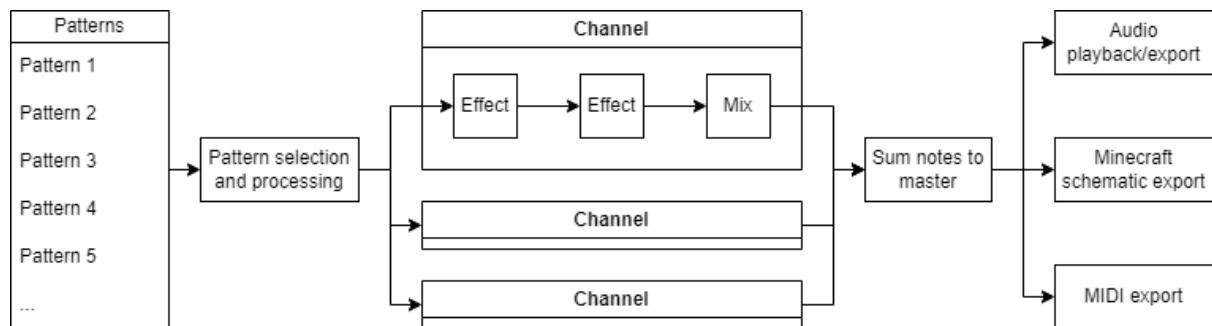 Patterns
Pattern 1
Pattern 2
Pattern 3
Pattern 4
Pattern 5
...
Pattern selection
and processing
Channel
Effect
Effect
Mix
Channel
Channel
Sum notes to
master
Audio
playback/export
Minecraft
schematic export
MIDI export